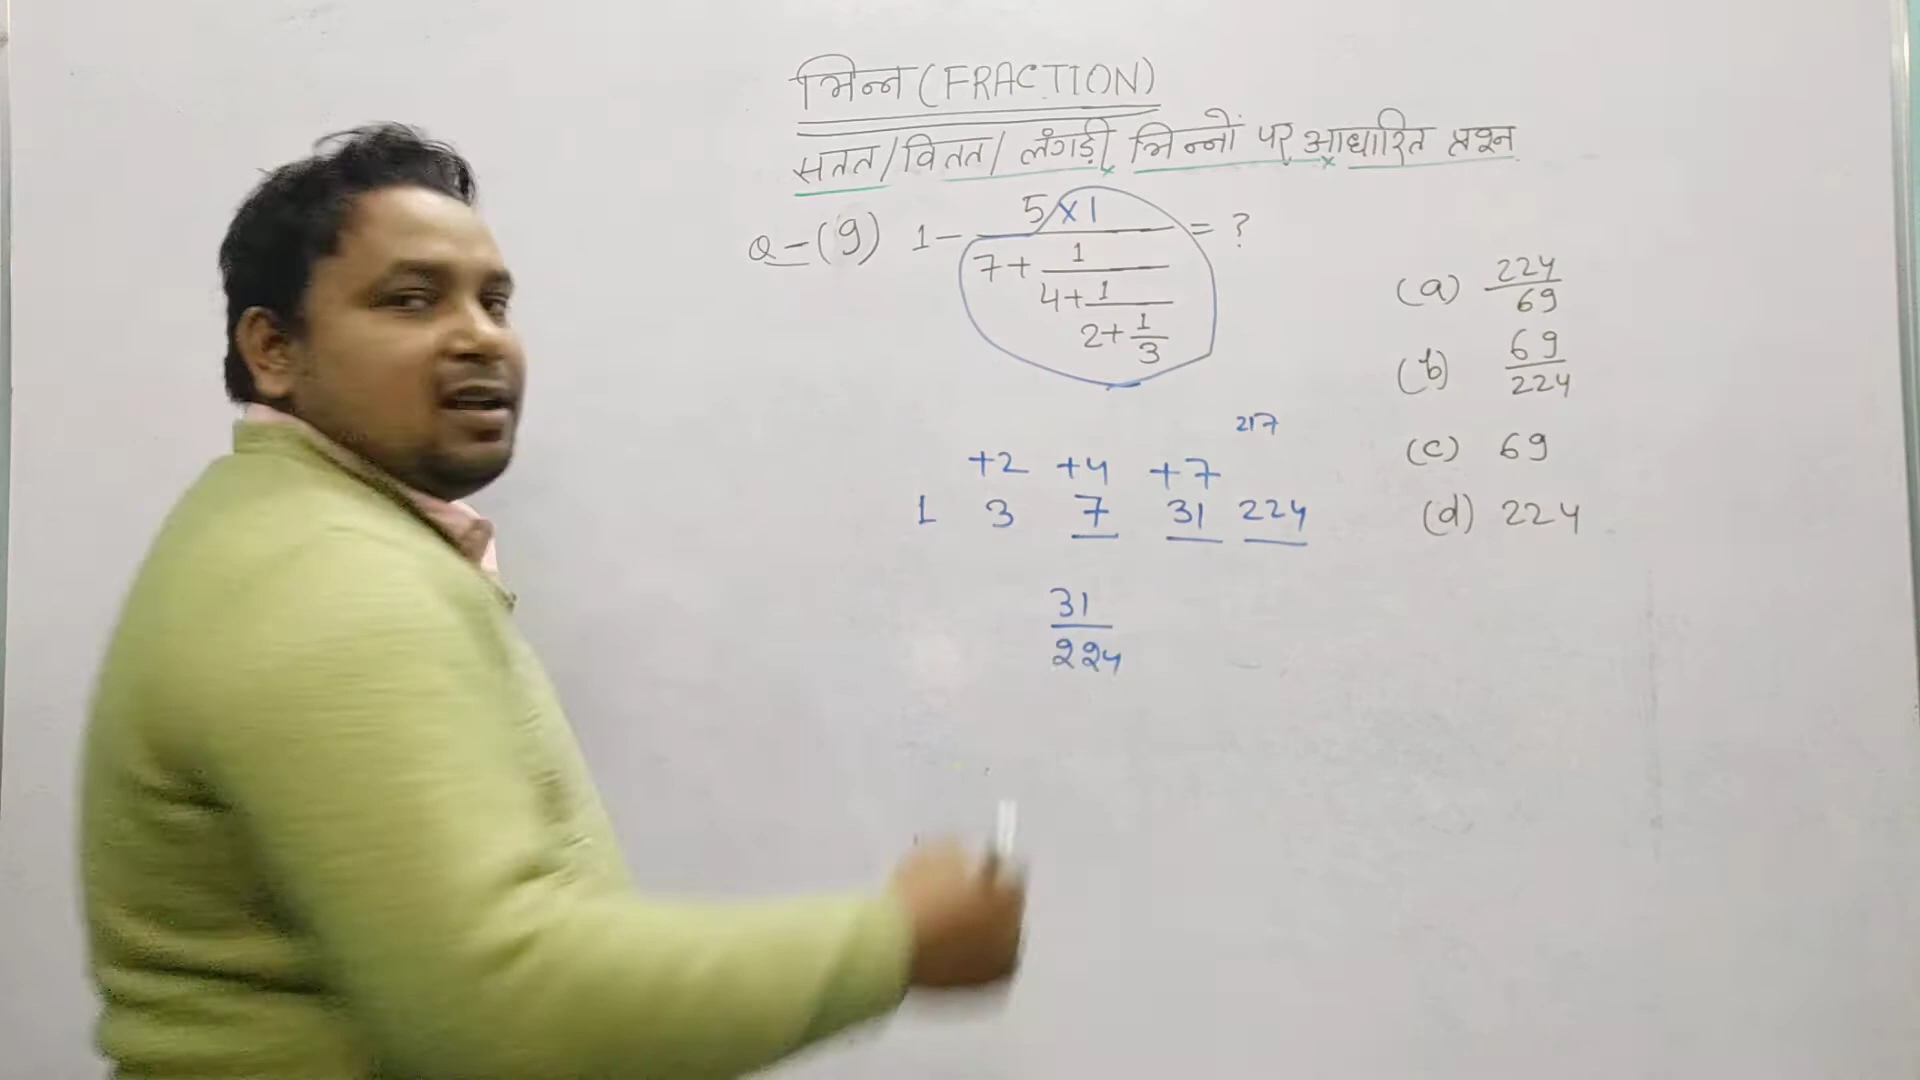 भिन्न (FRACTION)
सतत/वितत/लंगड़ी भिन्नों पर आधारित प्रश्न
Q-(9) 1 - 5×1 = ?
7+ 1
4+ 1
2+ 1
3
(a) 224
69
(b) 69
224
(c) 69
(d) 224
217
+2 +4 +7
1 3 7 31 224
31
224